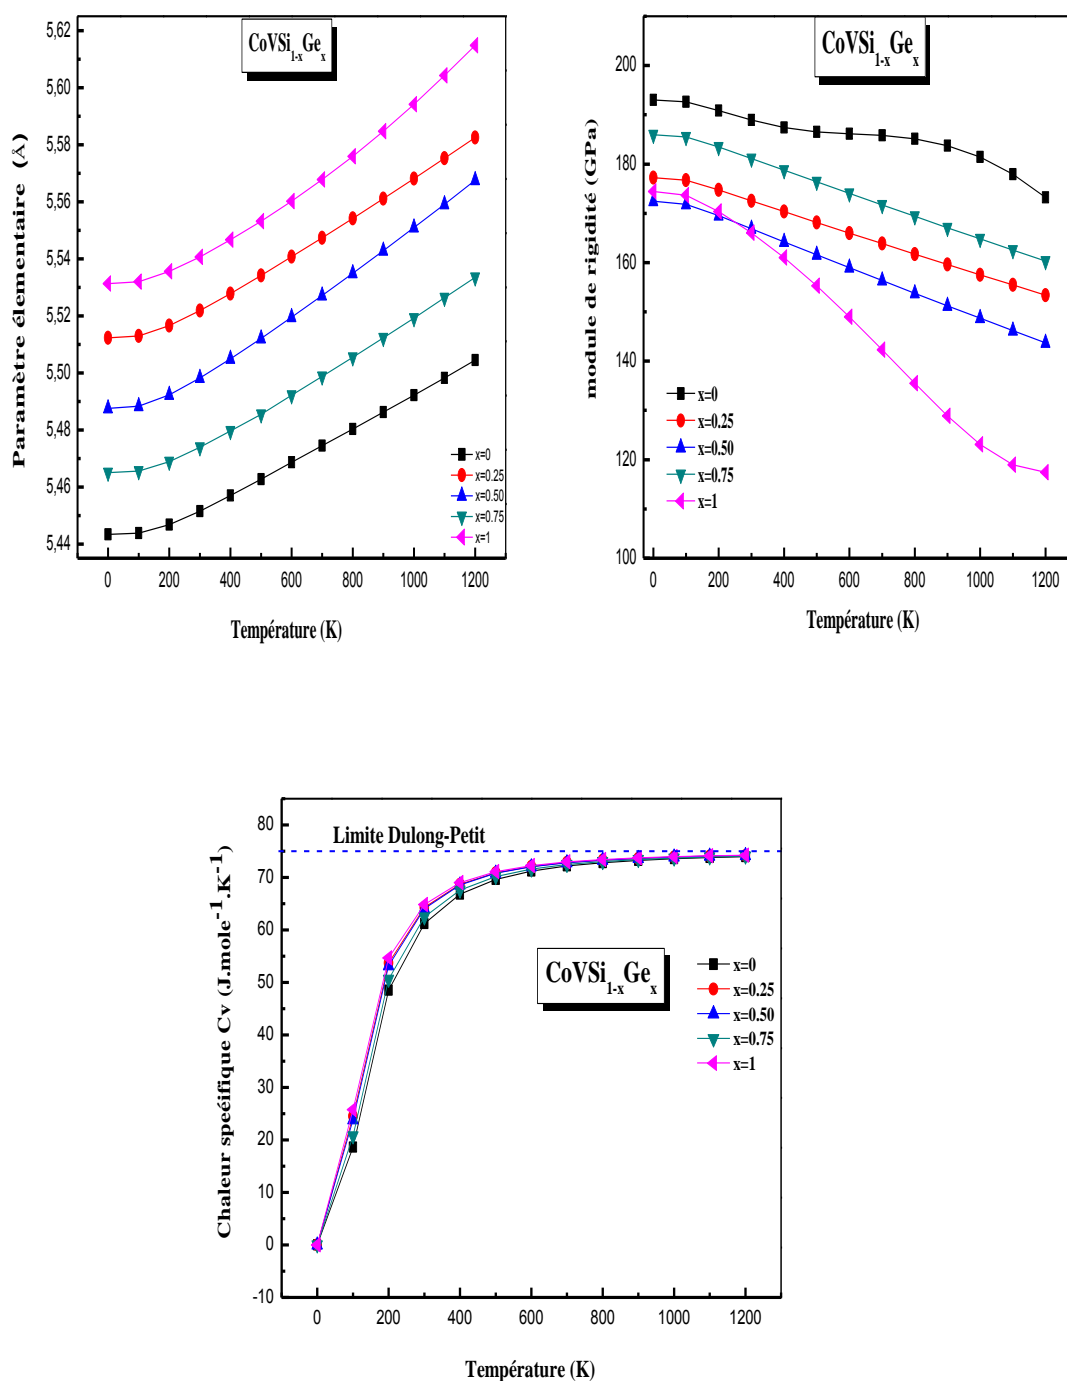 CoVSi1-xGex
5,62
5,60
5,58
5,56
5,54
5,52
5,50
5,48
5,46
5,44
Paramètre élementaire (Å)
x=0
x=0.25
x=0.50
x=0.75
x=1
0 200 400 600 800 1000 1200
Température (K)
CoVSi1-xGex
200
180
160
140
120
100
module de rigidité (GPa)
x=0
x=0.25
x=0.50
x=0.75
x=1
0 200 400 600 800 1000 1200
Température (K)
80
70
60
50
40
30
20
10
0
-10
Chaleur speéifique Cv (J.mole-1.K-1)
Limite Dulong-Petit
CoVSi1-xGex
x=0
x=0.25
x=0.50
x=0.75
x=1
0 200 400 600 800 1000 1200
Température (K)